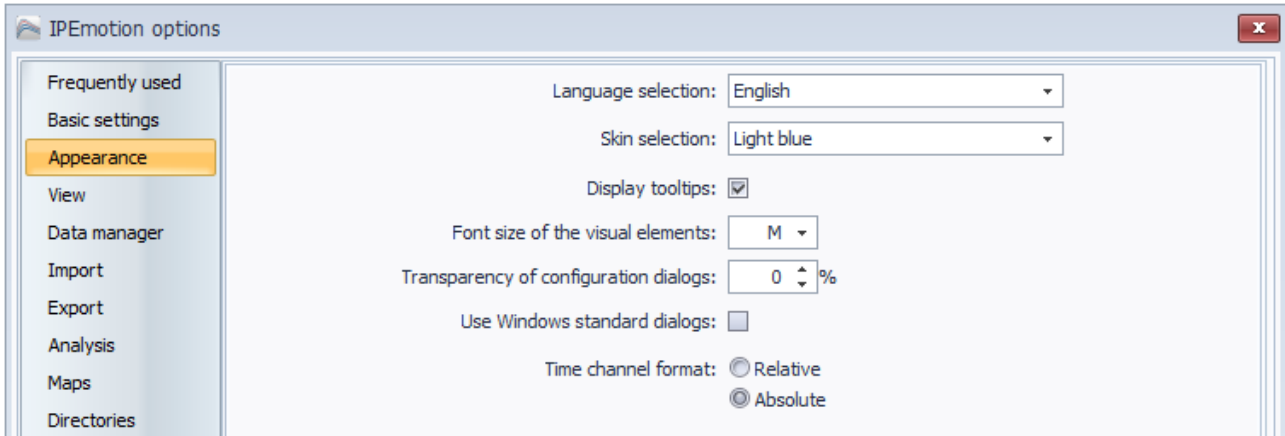 IPEmotion options
x
Frequently used
Basic settings
Appearance
View
Data manager
Import
Export
Analysis
Maps
Directories
Language selection: English
Skin selection: Light blue
Display tooltips:
Font size of the visual elements: M
Transparency of configuration dialogs: 0 %
Use Windows standard dialogs:
Time channel format: Relative
Absolute